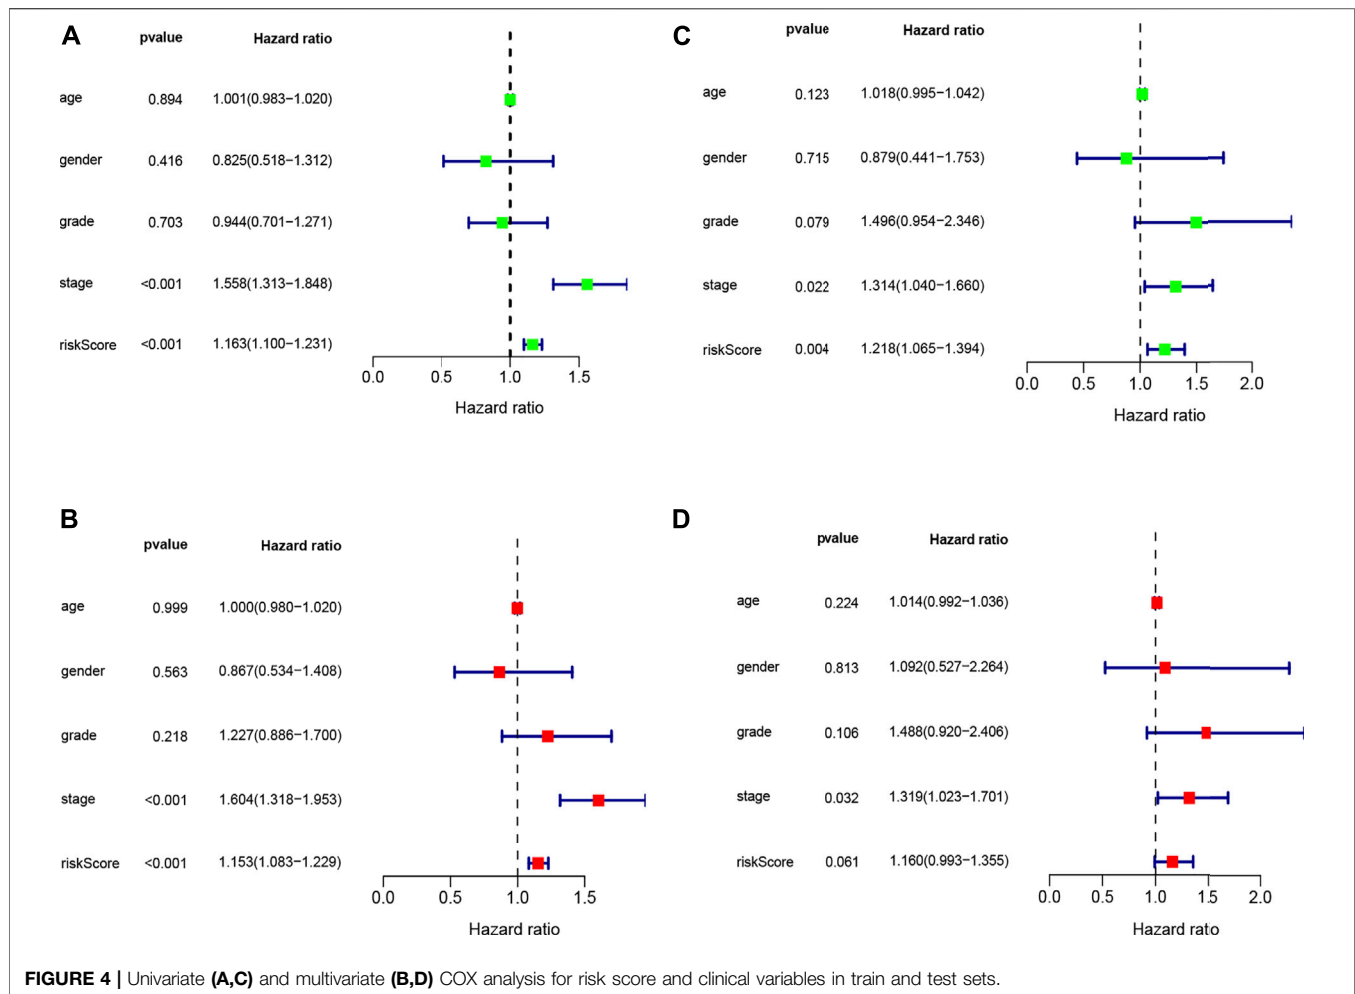 A
pvalue Hazard ratio
age 0.894 1.001(0.983−1.020)
gender 0.416 0.825(0.518−1.312)
grade 0.703 0.944(0.701−1.271)
stage <0.001 1.558(1.313−1.848)
riskScore <0.001 1.163(1.100−1.231)
0.0 0.5 1.0 1.5
Hazard ratio
C
pvalue Hazard ratio
age 0.123 1.018(0.995−1.042)
gender 0.715 0.879(0.441−1.753)
grade 0.079 1.496(0.954−2.346)
stage 0.022 1.314(1.040−1.660)
riskScore 0.004 1.218(1.065−1.394)
0.0 0.5 1.0 1.5 2.0
Hazard ratio
B
pvalue Hazard ratio
age 0.999 1.000(0.980−1.020)
gender 0.563 0.867(0.534−1.408)
grade 0.218 1.227(0.886−1.700)
stage <0.001 1.604(1.318−1.953)
riskScore <0.001 1.153(1.083−1.229)
0.0 0.5 1.0 1.5
Hazard ratio
D
pvalue Hazard ratio
age 0.224 1.014(0.992−1.036)
gender 0.813 1.092(0.527−2.264)
grade 0.106 1.488(0.920−2.406)
stage 0.032 1.319(1.023−1.701)
riskScore 0.061 1.160(0.993−1.355)
0.0 0.5 1.0 1.5 2.0
Hazard ratio
FIGURE 4 | Univariate (A,C) and multivariate (B,D) COX analysis for risk score and clinical variables in train and test sets.